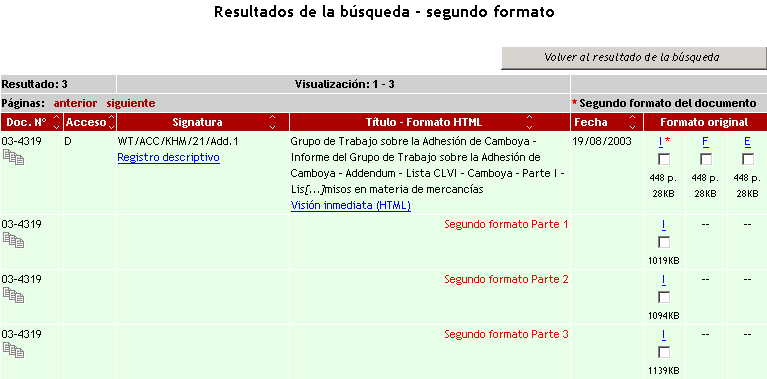 Resultados de la búsqueda - segundo formato
Volver al resultado de la búsqueda
Resultado: 3 Visualización: 1 - 3
Páginas: anterior siguiente * Segundo formato del documento
Doc. Nº Acceso Signatura Título - Formato HTML Fecha Formato original
03-4319 D WT/ACC/KHM/21/Add.1 Grupo de Trabajo sobre la Adhesión de Camboya - 19/08/2003 I * F E
Registro descriptivo Informe del Grupo de Trabajo sobre la Adhesión de
Camboya - Addendum - Lista CLVI - Camboya - Parte I - 448 p. 448 p. 448 p.
Lis[...]misos en materia de mercancías 28KB 28KB 28KB
Visión inmediata (HTML)
03-4319 Segundo formato Parte 1 I -- --
1019KB
03-4319 Segundo formato Parte 2 I -- --
1094KB
03-4319 Segundo formato Parte 3 I -- --
1139KB